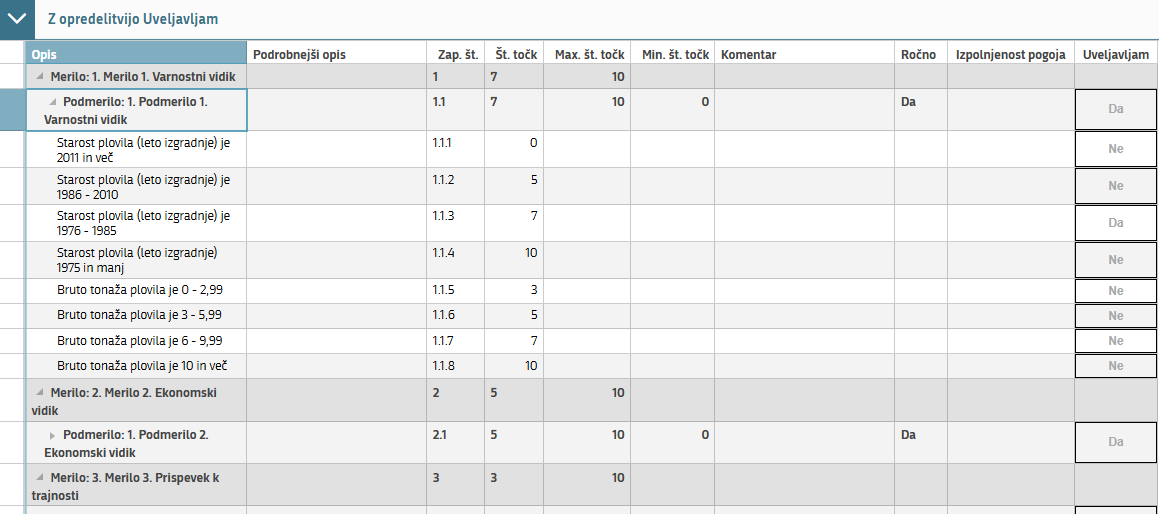 Z opredelitvijo Uveljavljam
Opis Podrobnejši opis Zap. št. Št. točk Max. št. točk Min. št. točk Komentar Ročno Izpolnjenost pogoja Uveljavljam
Merilo: 1. Merilo 1. Varnostni vidik 1 7 10
Podmerilo: 1. Podmerilo 1. 1.1 7 10 0 Da Da
Varnostni vidik
Starost plovila (leto izgradnje) je 1.1.1 0 Ne
2011 in več
Starost plovila (leto izgradnje) je 1.1.2 5 Ne
1986 - 2010
Starost plovila (leto izgradnje) je 1.1.3 7 Da
1976 - 1985
Starost plovila (leto izgradnje) 1.1.4 10 Ne
1975 in manj
Bruto tonaža plovila je 0 - 2,99 1.1.5 3 Ne
Bruto tonaža plovila je 3 - 5,99 1.1.6 5 Ne
Bruto tonaža plovila je 6 - 9,99 1.1.7 7 Ne
Bruto tonaža plovila je 10 in več 1.1.8 10 Ne
Merilo: 2. Merilo 2. Ekonomski 2 5 10
vidik
Podmerilo: 1. Podmerilo 2. 2.1 5 10 0 Da Da
Ekonomski vidik
Merilo: 3. Merilo 3. Prispevek k 3 3 10
trajnosti